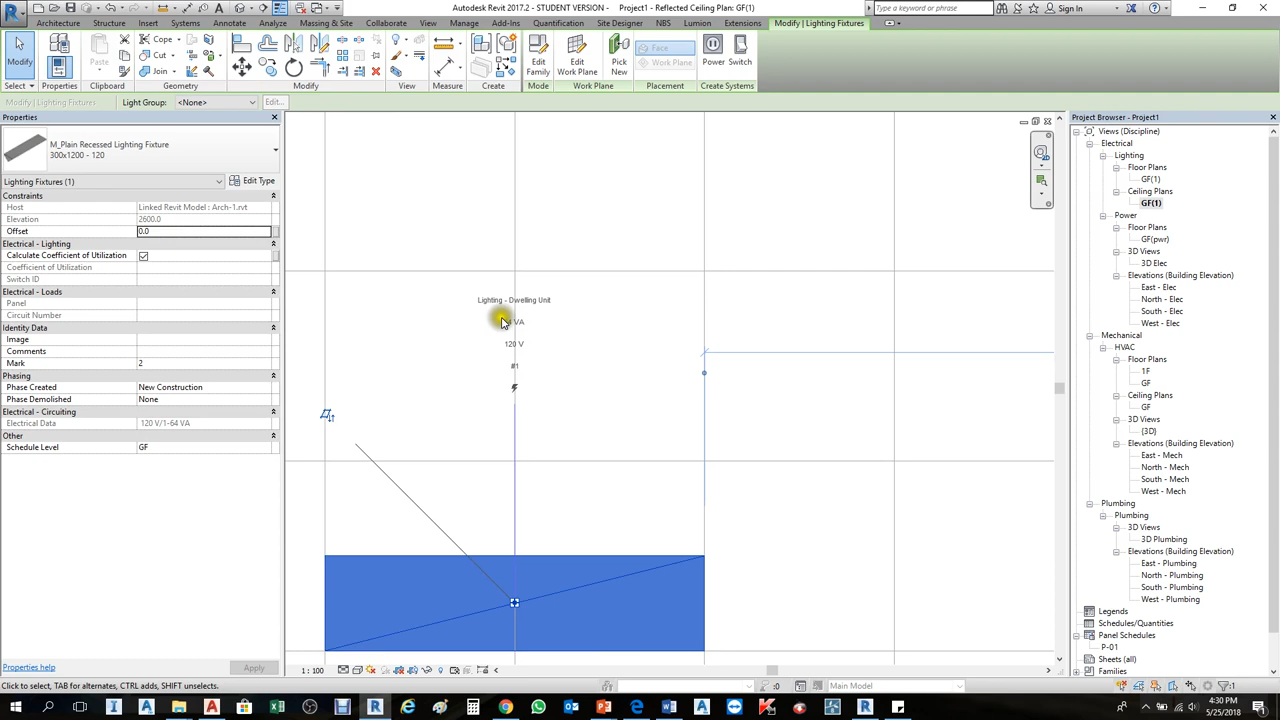 Autodesk Revit 2017.2 - STUDENT VERSION - Project1 - Reflected Ceiling Plan: GF(1)
Type a keyword or phrase
Sign In
Architecture Structure Insert Systems Annotate Analyze Massing & Site Collaborate View Manage Add-Ins Quantification Site Designer NBS Lumion Extensions Modify | Lighting Fixtures
Modify Paste Cope Cut Join Edit Family Edit Work Plane Pick New Face Work Plane Power Switch
Select Properties Clipboard Geometry Modify View Measure Create Mode Work Plane Placement Create Systems
Modify | Lighting Fixtures Light Group: <None> Edit...
Properties
M_Plain Recessed Lighting Fixture
300x1200 - 120
Lighting Fixtures (1) Edit Type
Constraints
Host Linked Revit Model : Arch-1.rvt
Elevation 2600.0
Offset 0.0
Electrical - Lighting
Calculate Coefficient of Utilization
Coefficient of Utilization
Switch ID
Electrical - Loads
Panel
Circuit Number
Identity Data
Image
Comments
Mark 2
Phasing
Phase Created New Construction
Phase Demolished None
Electrical - Circuiting
Electrical Data 120 V/1-64 VA
Other
Schedule Level GF
Properties help Apply
Lighting - Dwelling Unit
VA
120 V
#1
Project Browser - Project1
Views (Discipline)
Electrical
Lighting
Floor Plans
GF(1)
Ceiling Plans
GF(1)
Power
Floor Plans
GF(pwr)
3D Views
3D Elec
Elevations (Building Elevation)
East - Elec
North - Elec
South - Elec
West - Elec
Mechanical
HVAC
Floor Plans
1F
GF
Ceiling Plans
GF
3D Views
{3D}
Elevations (Building Elevation)
East - Mech
North - Mech
South - Mech
West - Mech
Plumbing
Plumbing
3D Views
3D Plumbing
Elevations (Building Elevation)
East - Plumbing
North - Plumbing
South - Plumbing
West - Plumbing
Legends
Schedules/Quantities
Panel Schedules
P-01
Sheets (all)
Families
1 : 100
Click to select, TAB for alternates, CTRL adds, SHIFT unselects. :0 Main Model :1
4:30 PM
5/25/2018